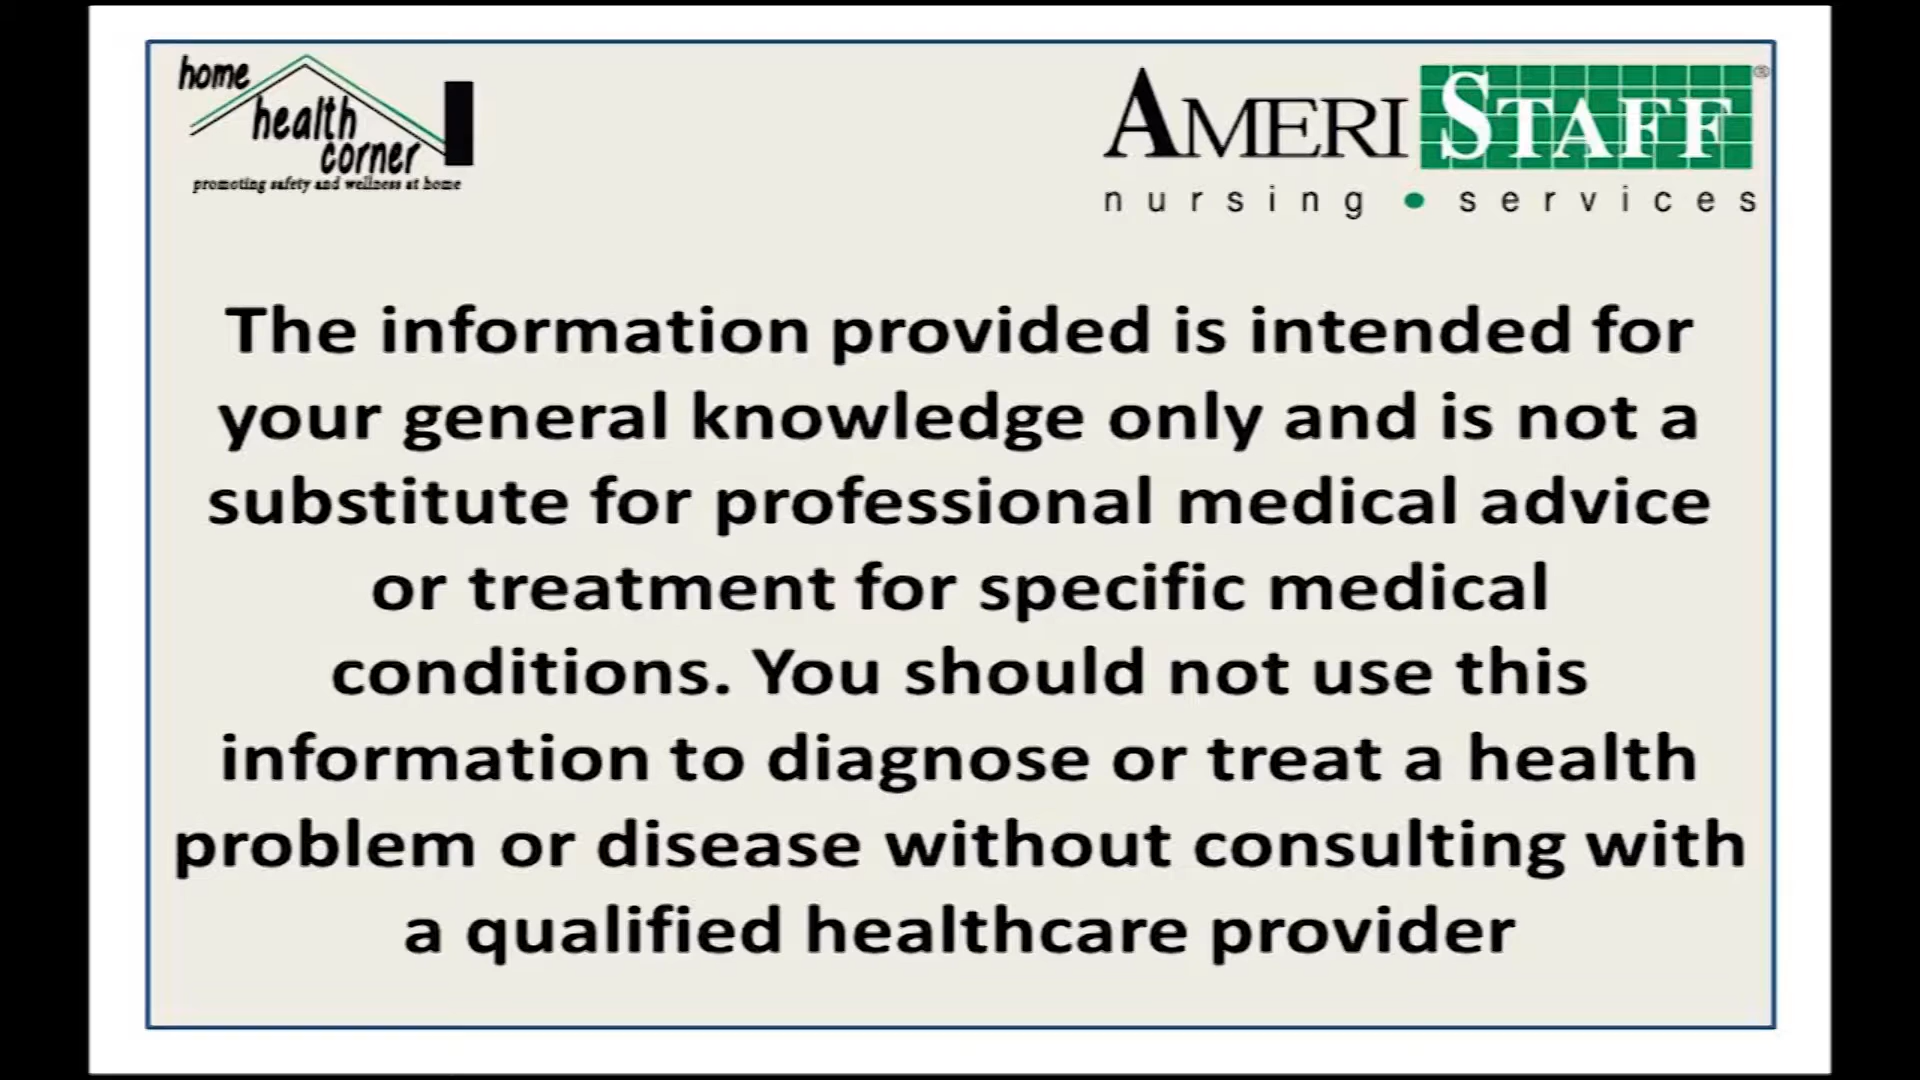 home
health
corner
promoting safety and wellness at home
AMERISTAFF®
nursing • services
The information provided is intended for
your general knowledge only and is not a
substitute for professional medical advice
or treatment for specific medical
conditions. You should not use this
information to diagnose or treat a health
problem or disease without consulting with
a qualified healthcare provider